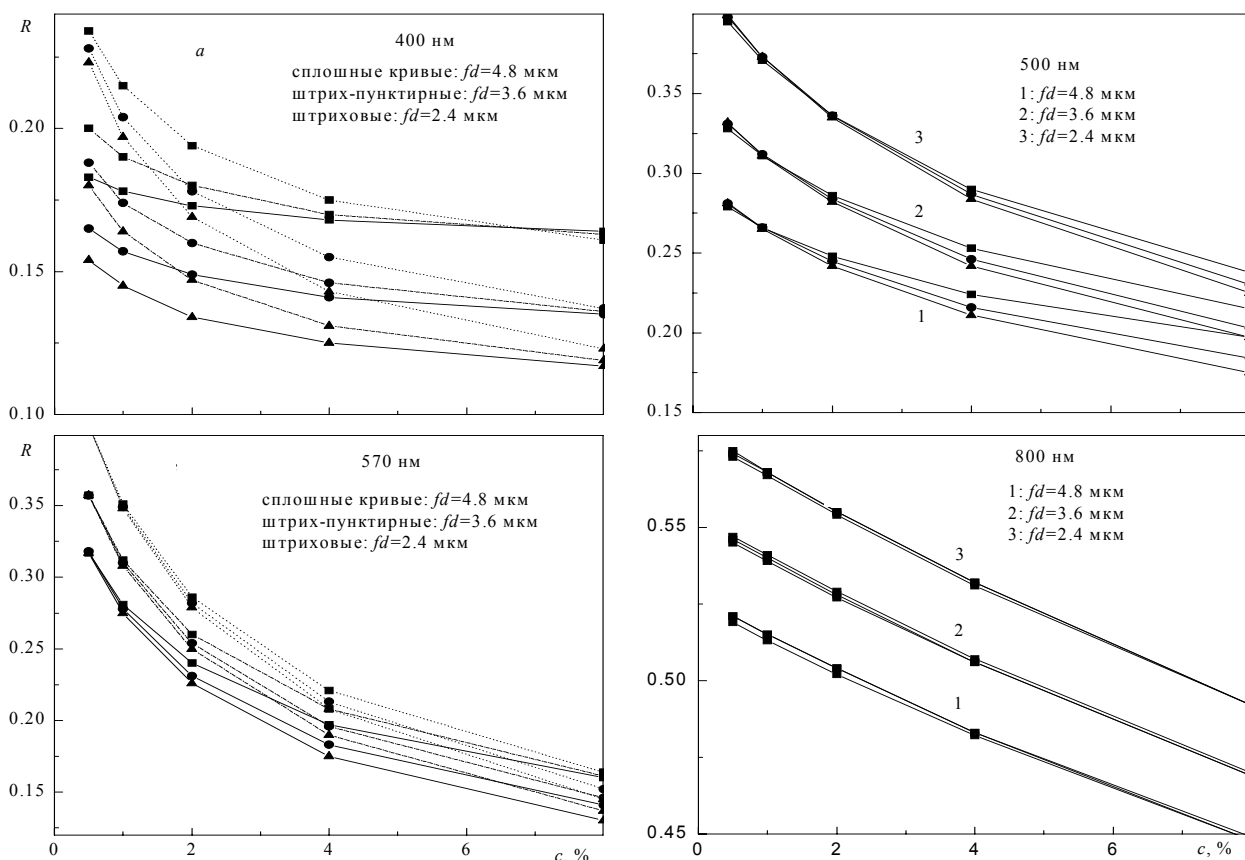 R
a
400 нм
сплошные кривые: fd=4.8 мкм
штрих-пунктирные: fd=3.6 мкм
штриховые: fd=2.4 мкм
0.20
0.15
0.10
0 2 4 6
500 нм
1: fd=4.8 мкм
2: fd=3.6 мкм
3: fd=2.4 мкм
3
2
1
0.35
0.30
0.25
0.20
0.15
R
570 нм
сплошные кривые: fd=4.8 мкм
штрих-пунктирные: fd=3.6 мкм
штриховые: fd=2.4 мкм
0.35
0.30
0.25
0.20
0.15
0 2 4 6 c, %
800 нм
1: fd=4.8 мкм
2: fd=3.6 мкм
3: fd=2.4 мкм
3
2
1
0.55
0.50
0.45
0 2 4 6 c, %